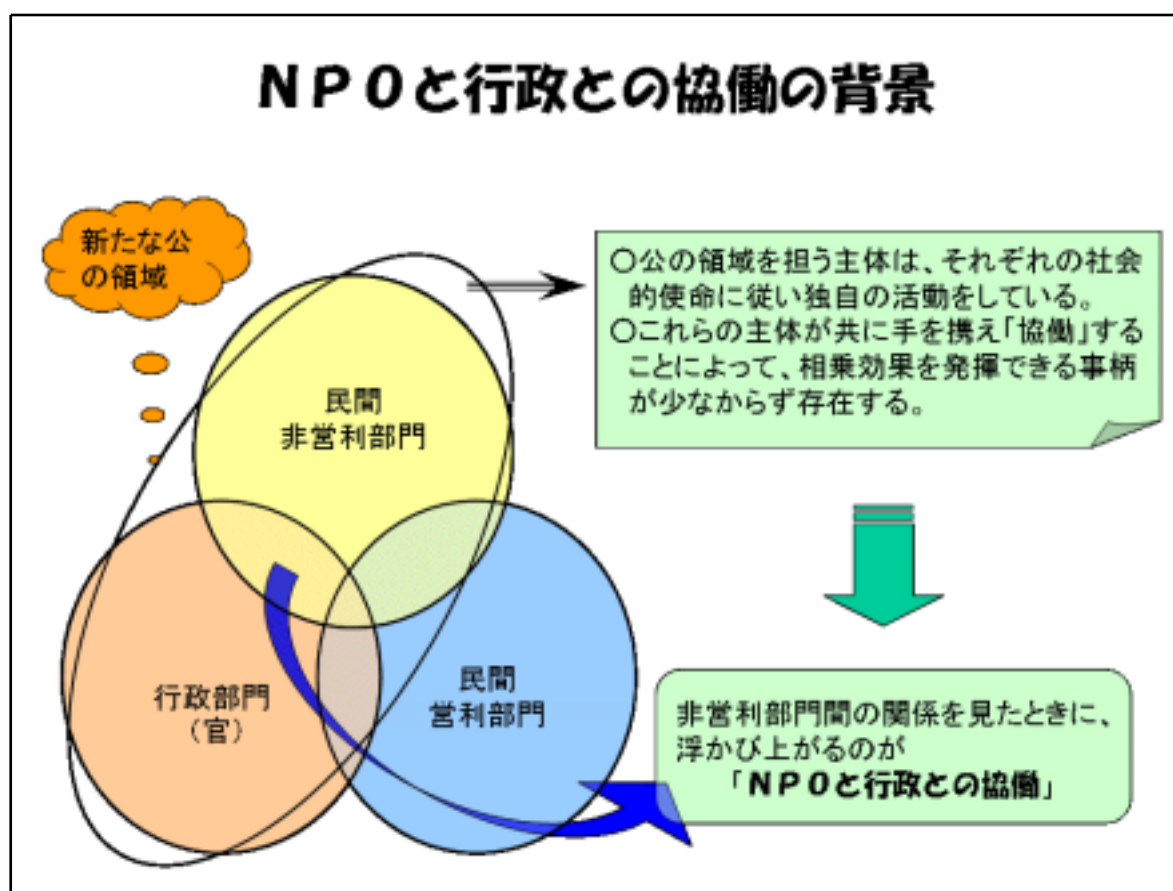 NPOと行政との協働の背景
新たな公
の領域
〇公の領域を担う主体は、それぞれの社会
的使命に従い独自の活動をしている。
〇これらの主体が共に手を携え「協働」する
ことによって、相乗効果を発揮できる事柄
が少なからず存在する。
民間
非営利部門
行政部門
(官)
民間
営利部門
非営利部門間の関係を見たときに、
浮かび上がるのが
「NPOと行政との協働」